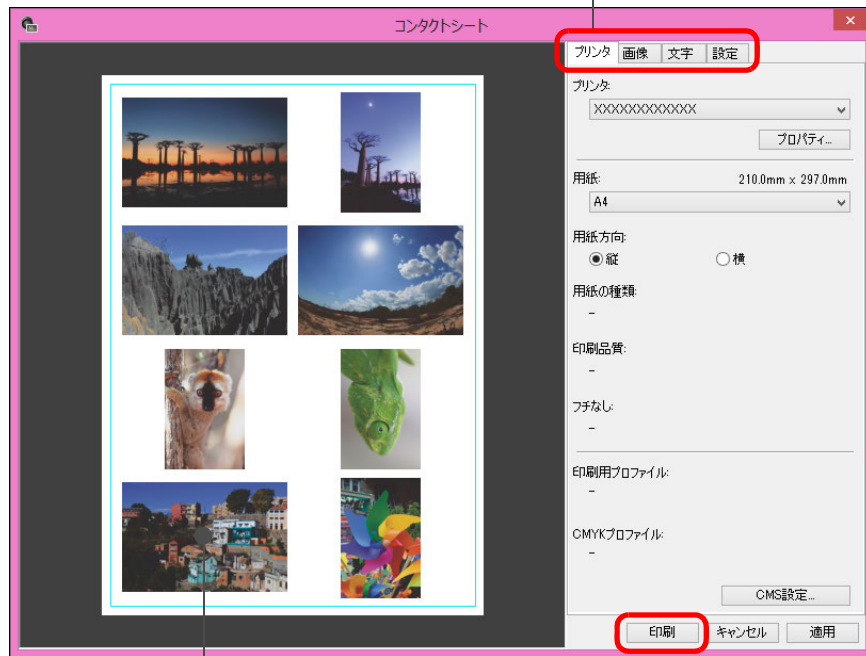 コンタクトシート
プリンタ 画像 文字 設定
プリンタ:
XXXXXXXXXXXXX
プロパティ...
用紙: 210.0mm × 297.0mm
A4
用紙方向:
縦 横
用紙の種類:
-
印刷品質:
-
フチなし:
-
印刷用プロファイル:
-
CMYKプロファイル:
-
CMS設定...
印刷 キャンセル 適用